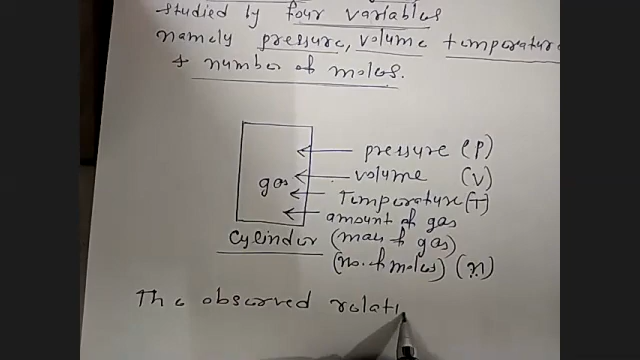 studied by four variables
namely pressure, volume temperature
& number of moles.
gas
pressure (P)
volume (V)
Temperature (T)
amount of gas
Cylinder (mass of gas)
(no. of moles) (n)
The observed relati